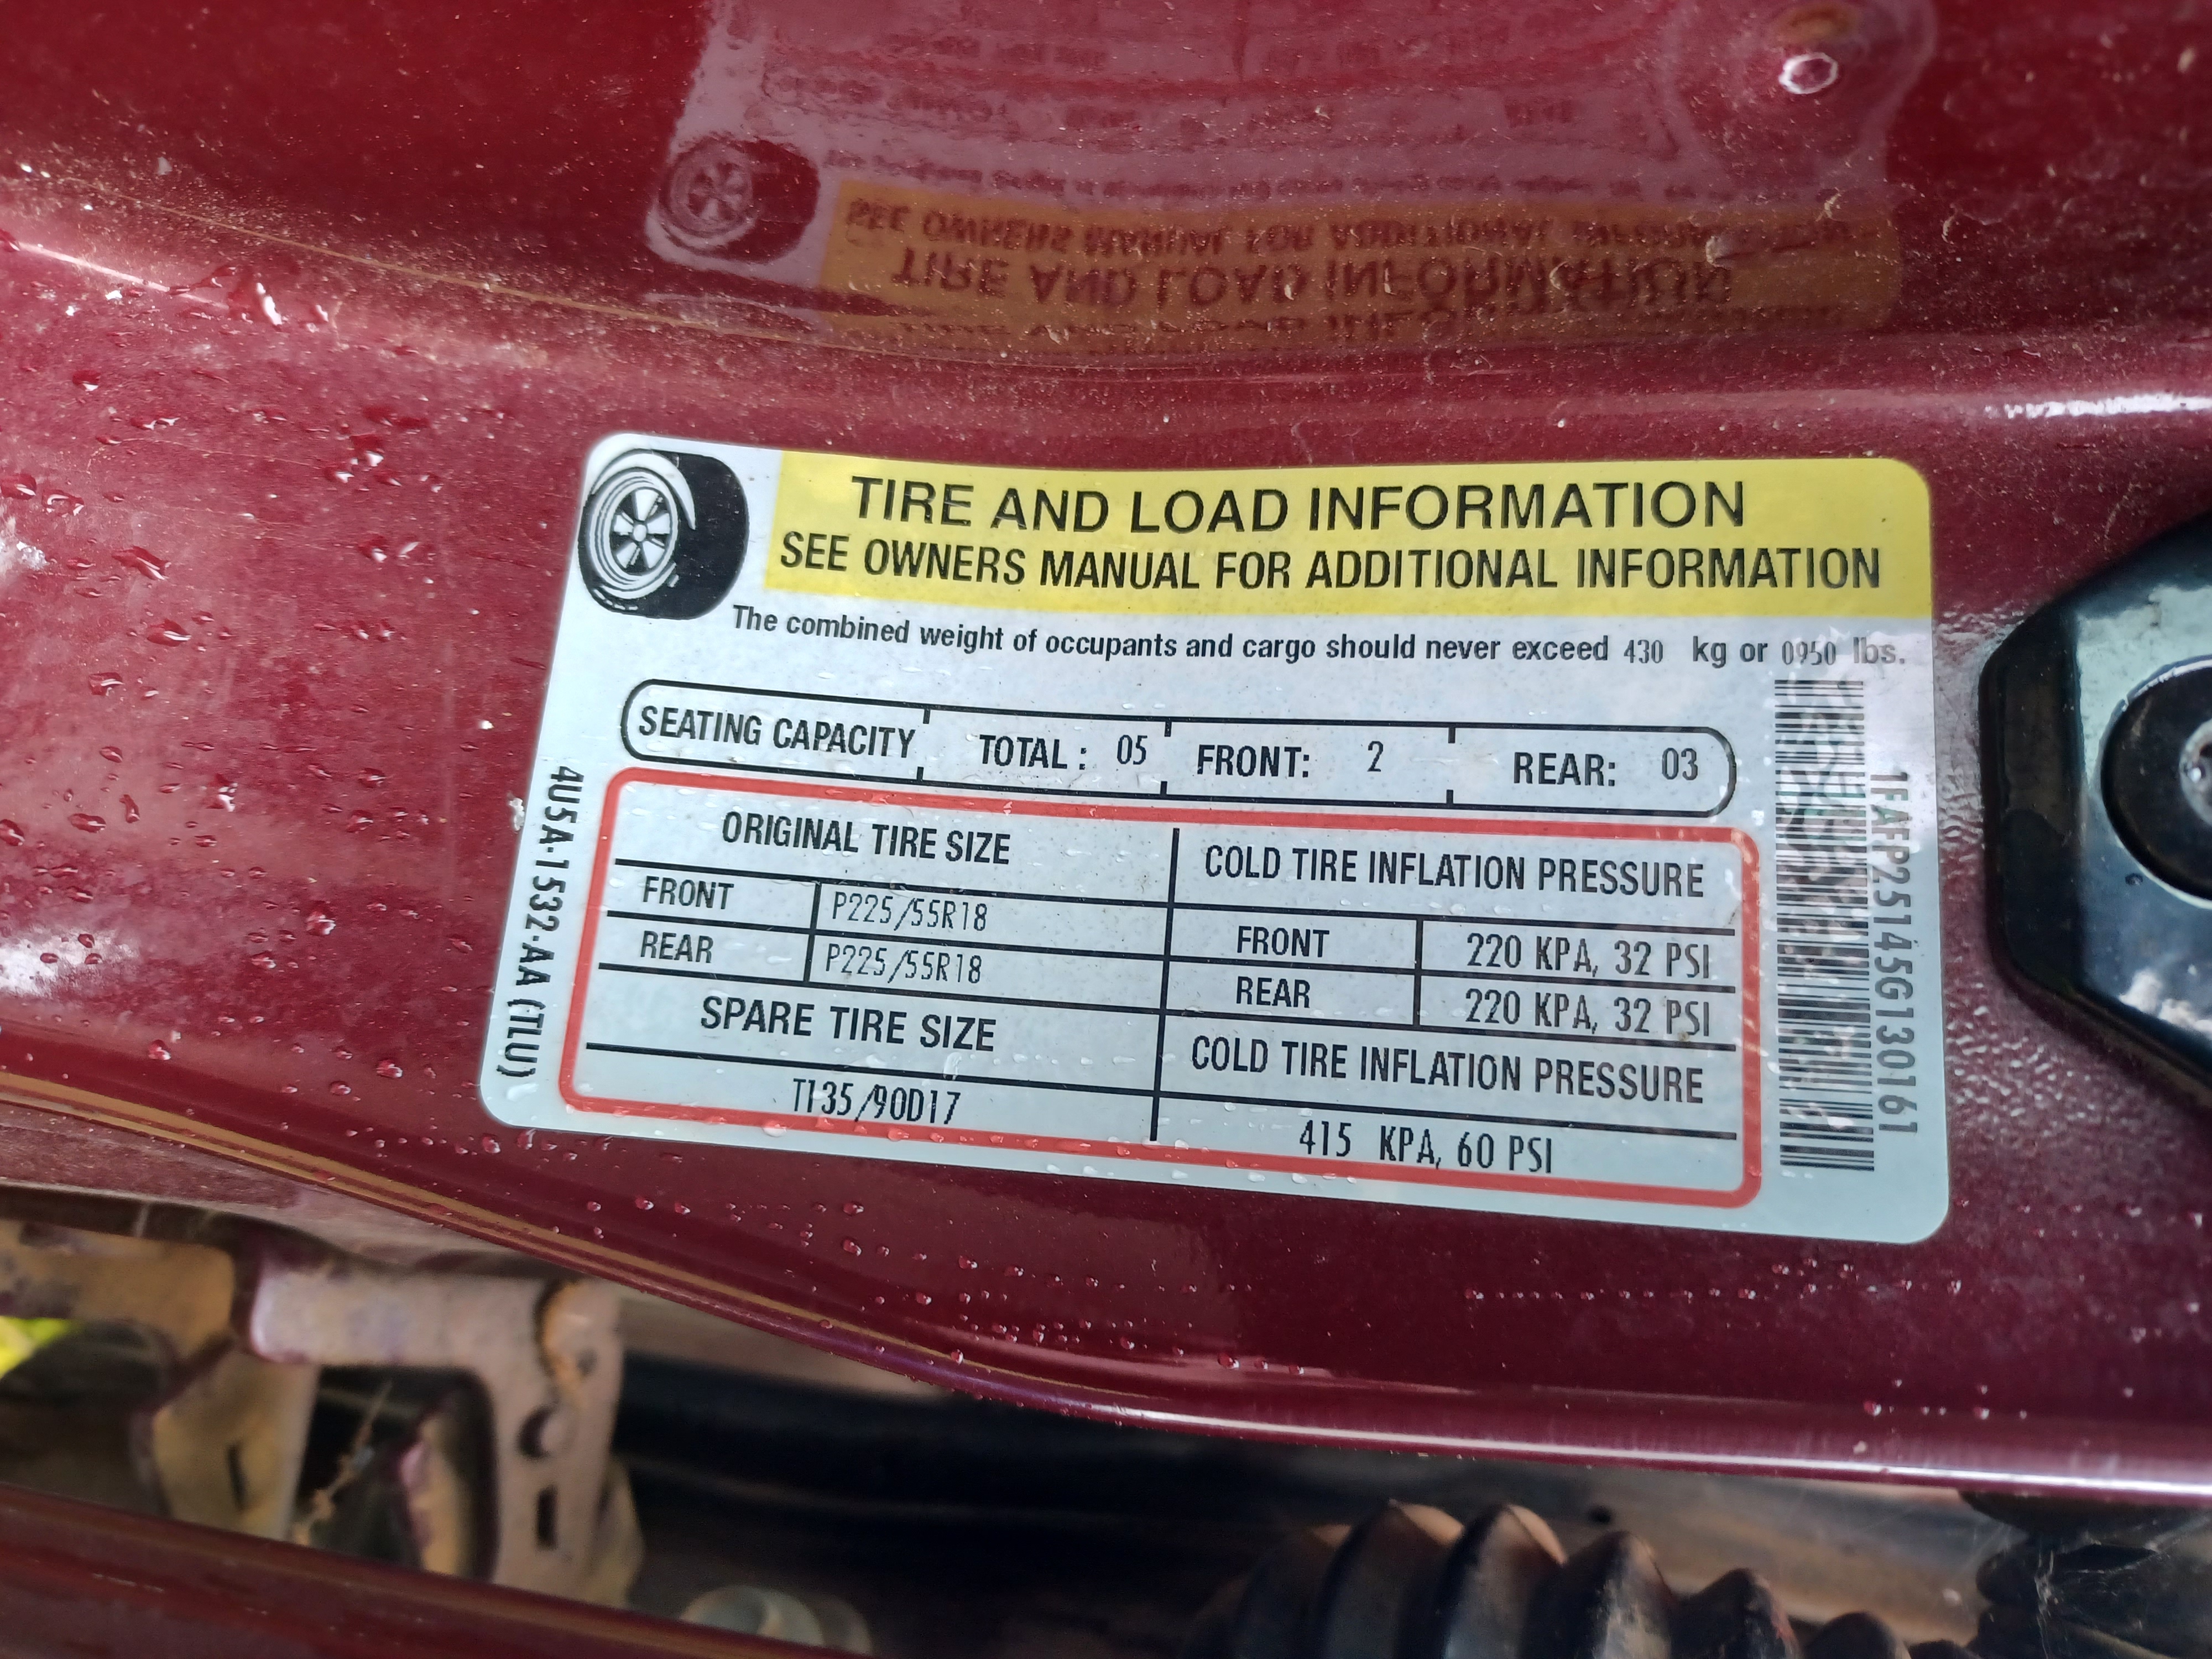 TIRE AND LOAD INFORMATION
SEE OWNERS MANUAL FOR ADDITIONAL INFORMATION
The combined weight of occupants and cargo should never exceed 430 kg or 0950 lbs.
SEATING CAPACITY TOTAL : 05 FRONT: 2 REAR: 03
ORIGINAL TIRE SIZE COLD TIRE INFLATION PRESSURE
FRONT P225/55R18 FRONT 220 KPA, 32 PSI
REAR P225/55R18 REAR 220 KPA, 32 PSI
SPARE TIRE SIZE COLD TIRE INFLATION PRESSURE
T135/90D17 415 KPA, 60 PSI
4U5A-1532-AA (TLU)
1FAFP25145G130161